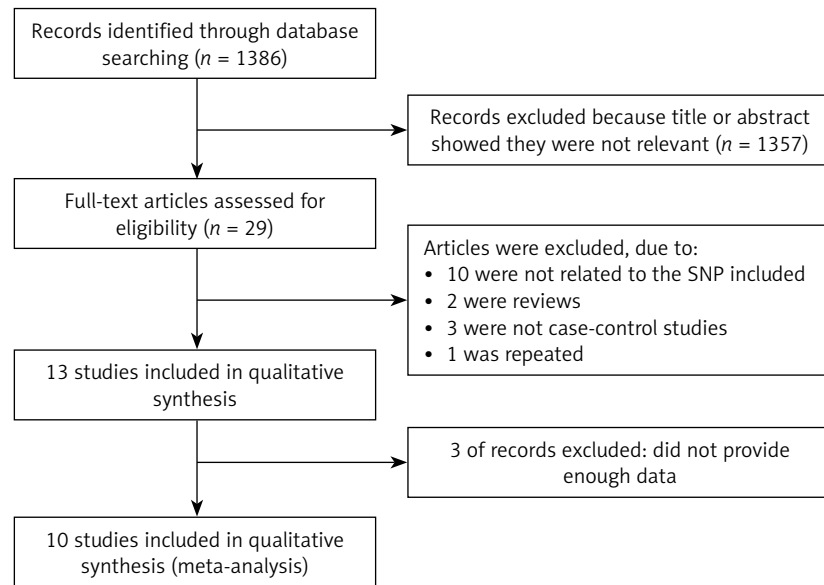 Records identified through database
searching (n = 1386)
Records excluded because title or abstract
showed they were not relevant (n = 1357)
Full-text articles assessed for
eligibility (n = 29)
Articles were excluded, due to:
• 10 were not related to the SNP included
• 2 were reviews
• 3 were not case-control studies
• 1 was repeated
13 studies included in qualitative
synthesis
3 of records excluded: did not provide
enough data
10 studies included in qualitative
synthesis (meta-analysis)